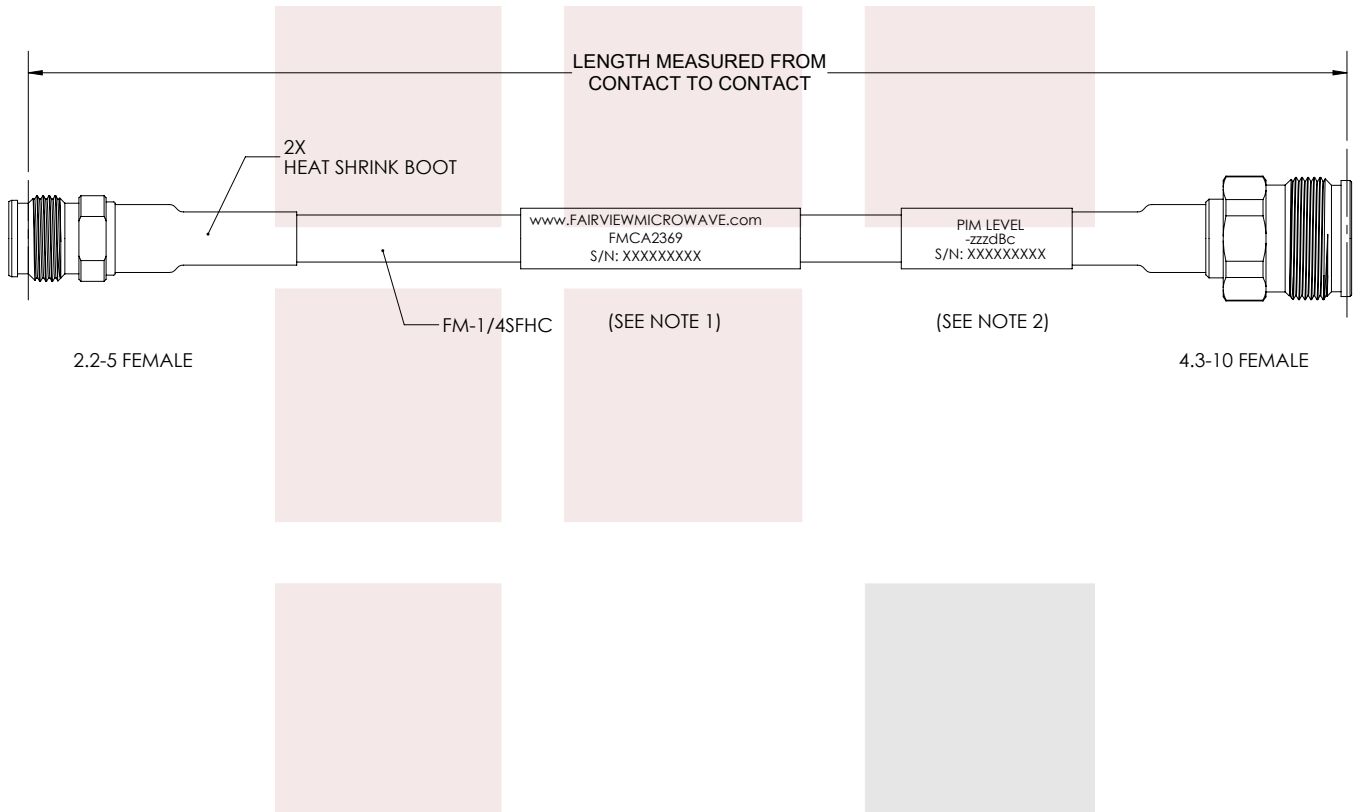 LENGTH MEASURED FROM
CONTACT TO CONTACT
2X
HEAT SHRINK BOOT
www.FAIRVIEWMICROWAVE.com
FMCA2369
S/N: XXXXXXXXX
PIM LEVEL
-zzzdBc
S/N: XXXXXXXXX
FM-1/4SFHC
(SEE NOTE 1)
(SEE NOTE 2)
2.2-5 FEMALE
4.3-10 FEMALE